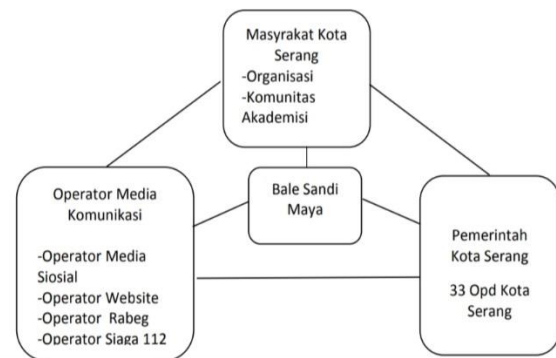 Masyrakat Kota
Serang
-Organisasi
-Komunitas
Akademisi
Bale Sandi
Maya
Operator Media
Komunikasi
-Operator Media
Siosial
-Operator Website
-Operator Rabeg
-Operator Siaga 112
Pemerintah
Kota Serang
33 Opd Kota
Serang